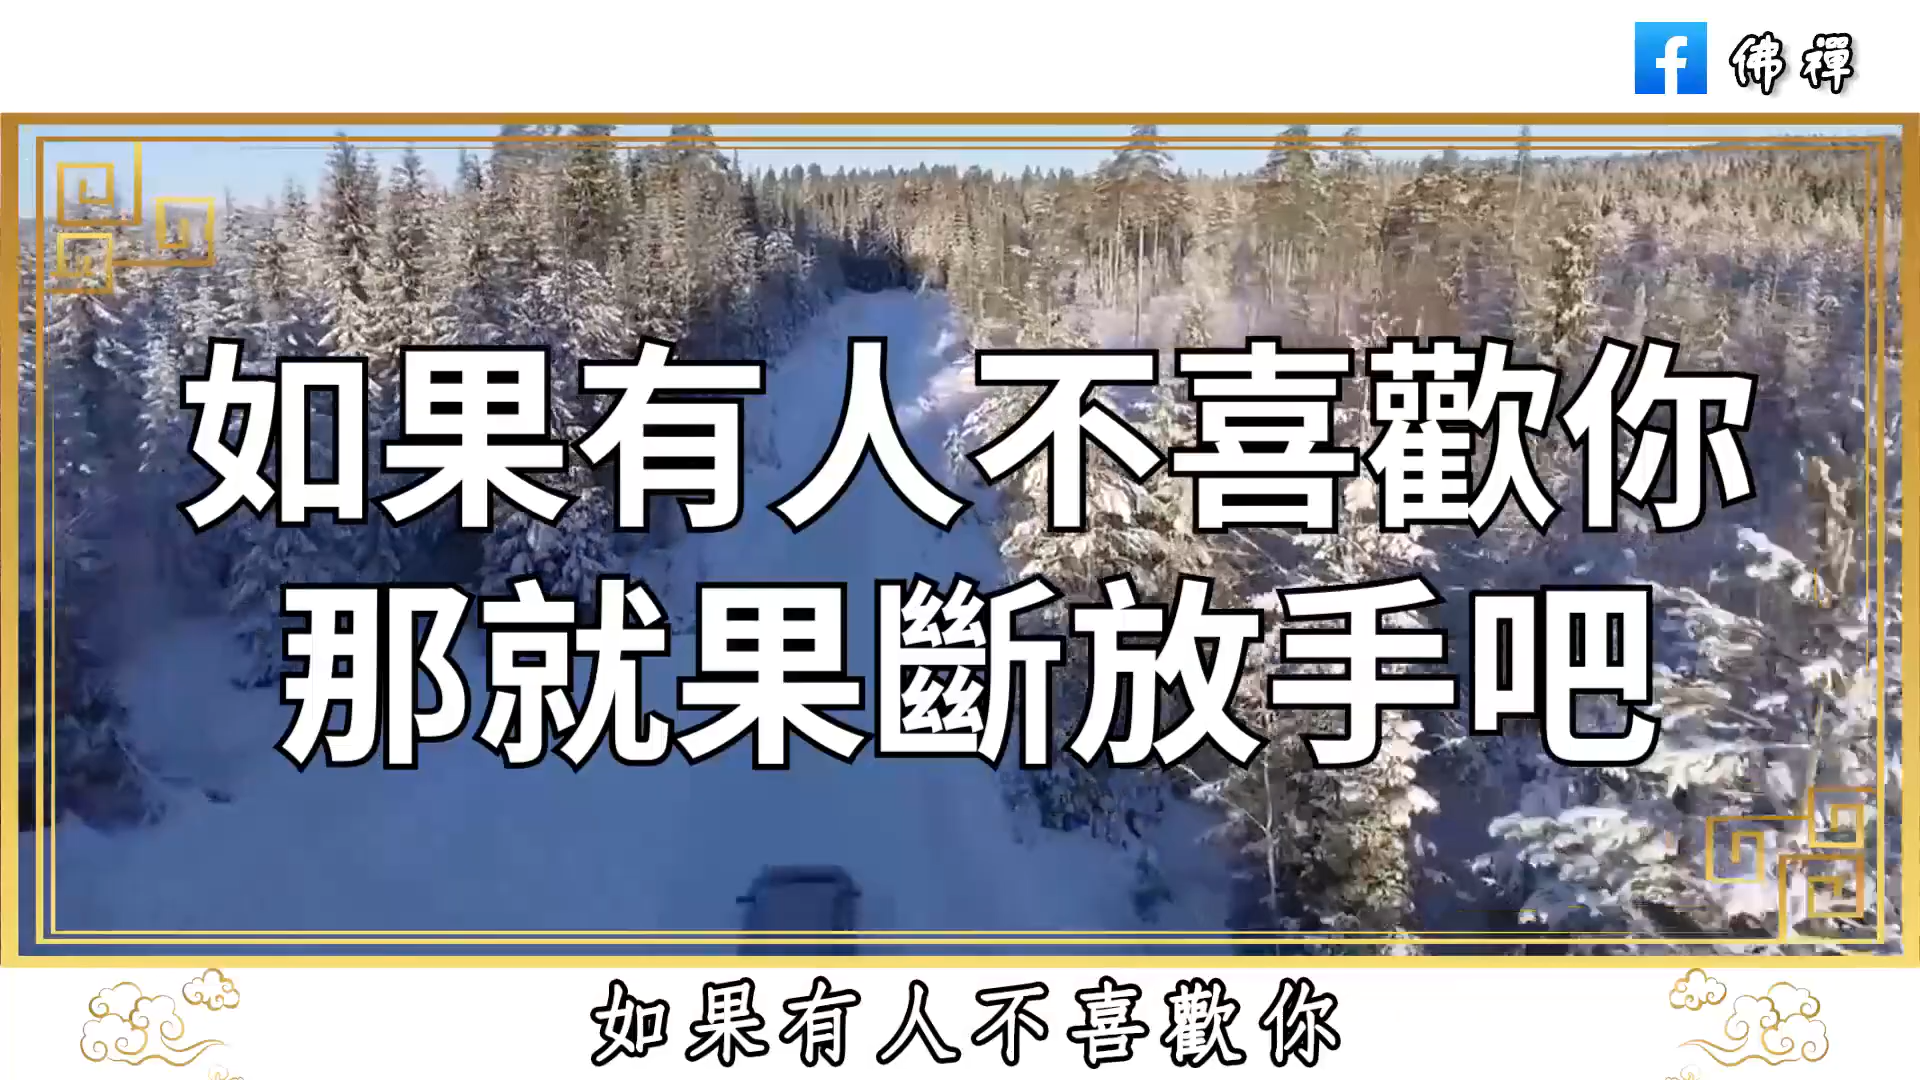 佛禪
如果有人不喜歡你
那就果斷放手吧
如果有人不喜歡你